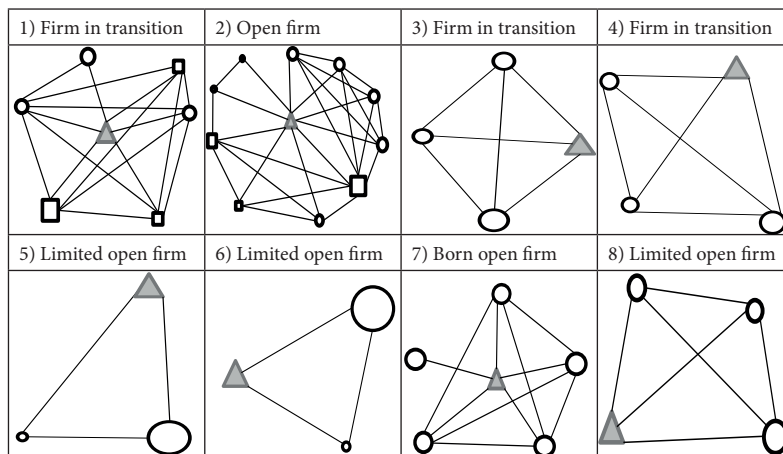 1) Firm in transition
2) Open firm
3) Firm in transition
4) Firm in transition
5) Limited open firm
6) Limited open firm
7) Born open firm
8) Limited open firm